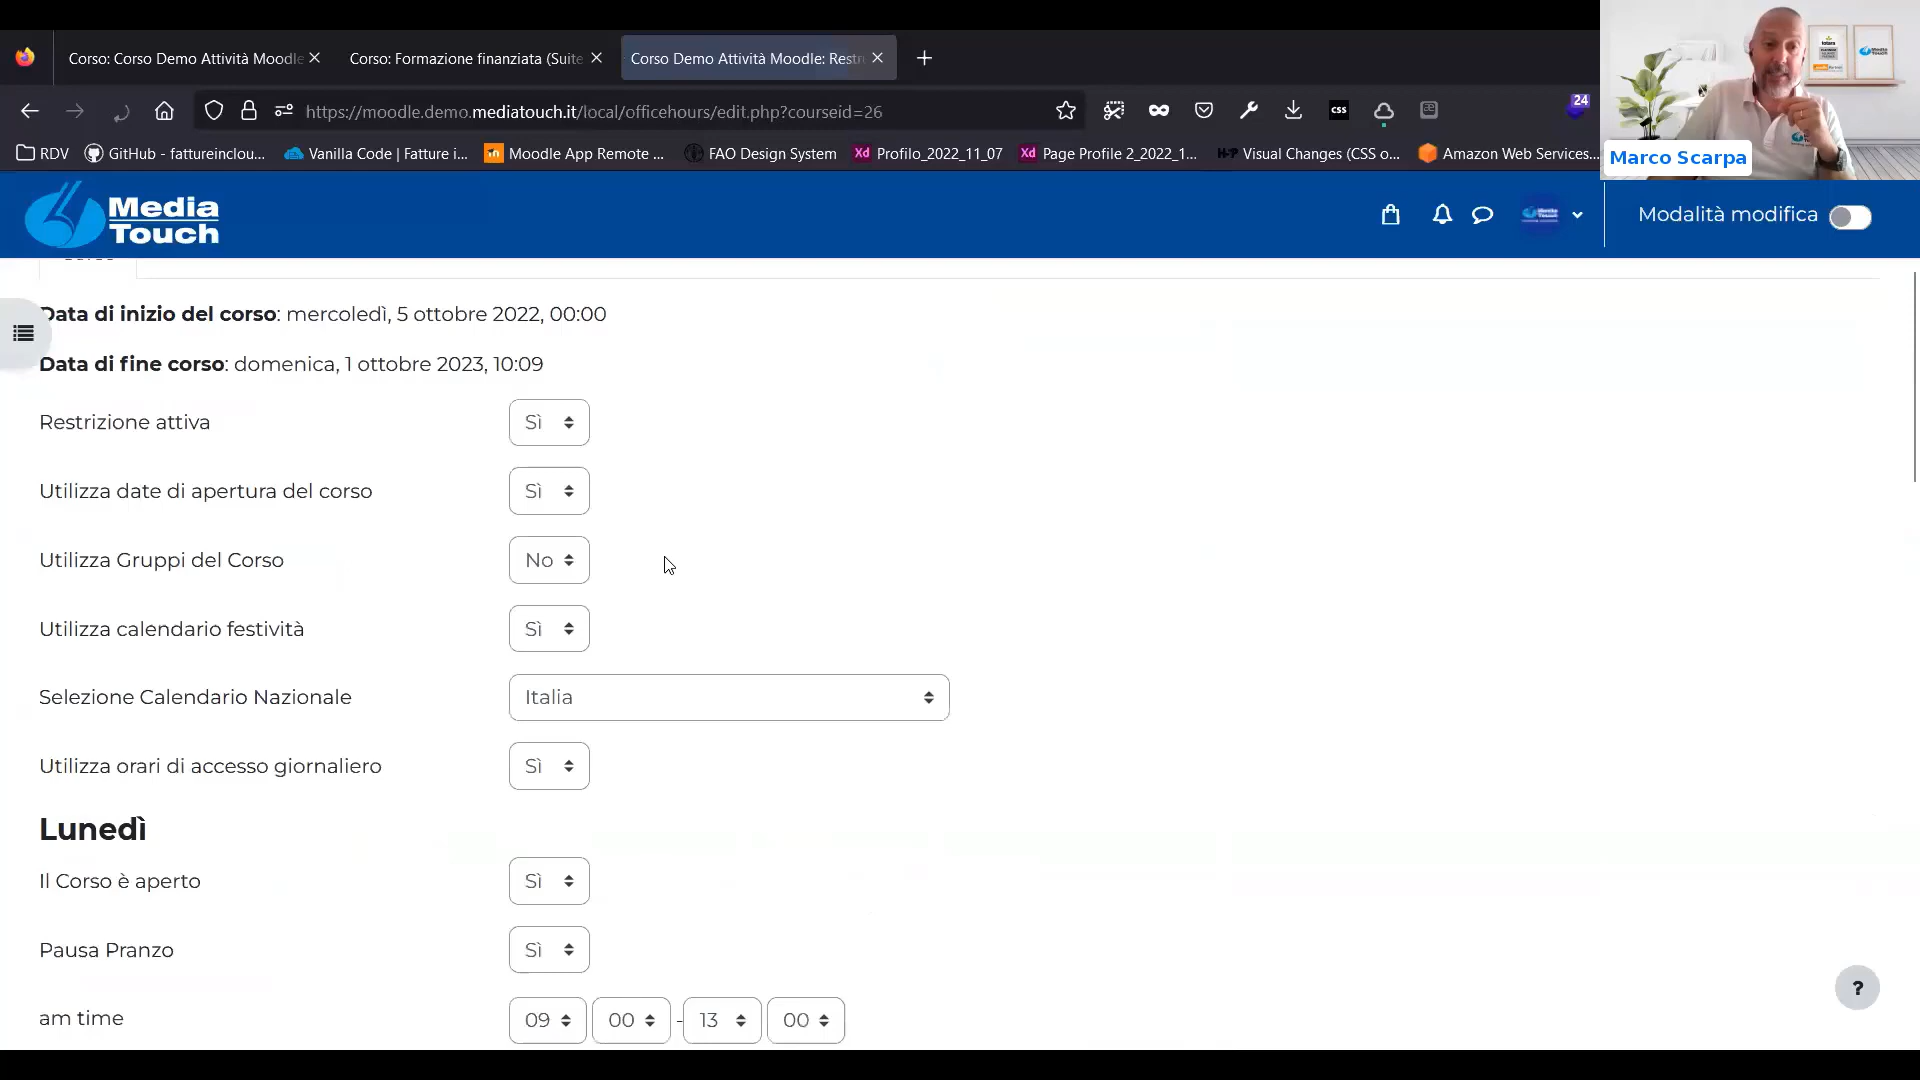 Corso: Corso Demo Attività Moodle
Corso: Formazione finanziata (Suite
Corso Demo Attività Moodle: Restr
https://moodle.demo.mediatouch.it/local/officehours/edit.php?courseid=26
css
24
RDV
GitHub - fattureinclou...
Vanilla Code | Fatture i...
Moodle App Remote ...
FAO Design System
Xd Profilo_2022_11_07
Xd Page Profile 2_2022_1...
Visual Changes (CSS o...
Amazon Web Services...
Marco Scarpa
Media
Touch
Modalità modifica
Data di inizio del corso: mercoledì, 5 ottobre 2022, 00:00
Data di fine corso: domenica, 1 ottobre 2023, 10:09
Restrizione attiva Sì
Utilizza date di apertura del corso Sì
Utilizza Gruppi del Corso No
Utilizza calendario festività Sì
Selezione Calendario Nazionale Italia
Utilizza orari di accesso giornaliero Sì
Lunedì
Il Corso è aperto Sì
Pausa Pranzo Sì
?
am time 09 00 - 13 00